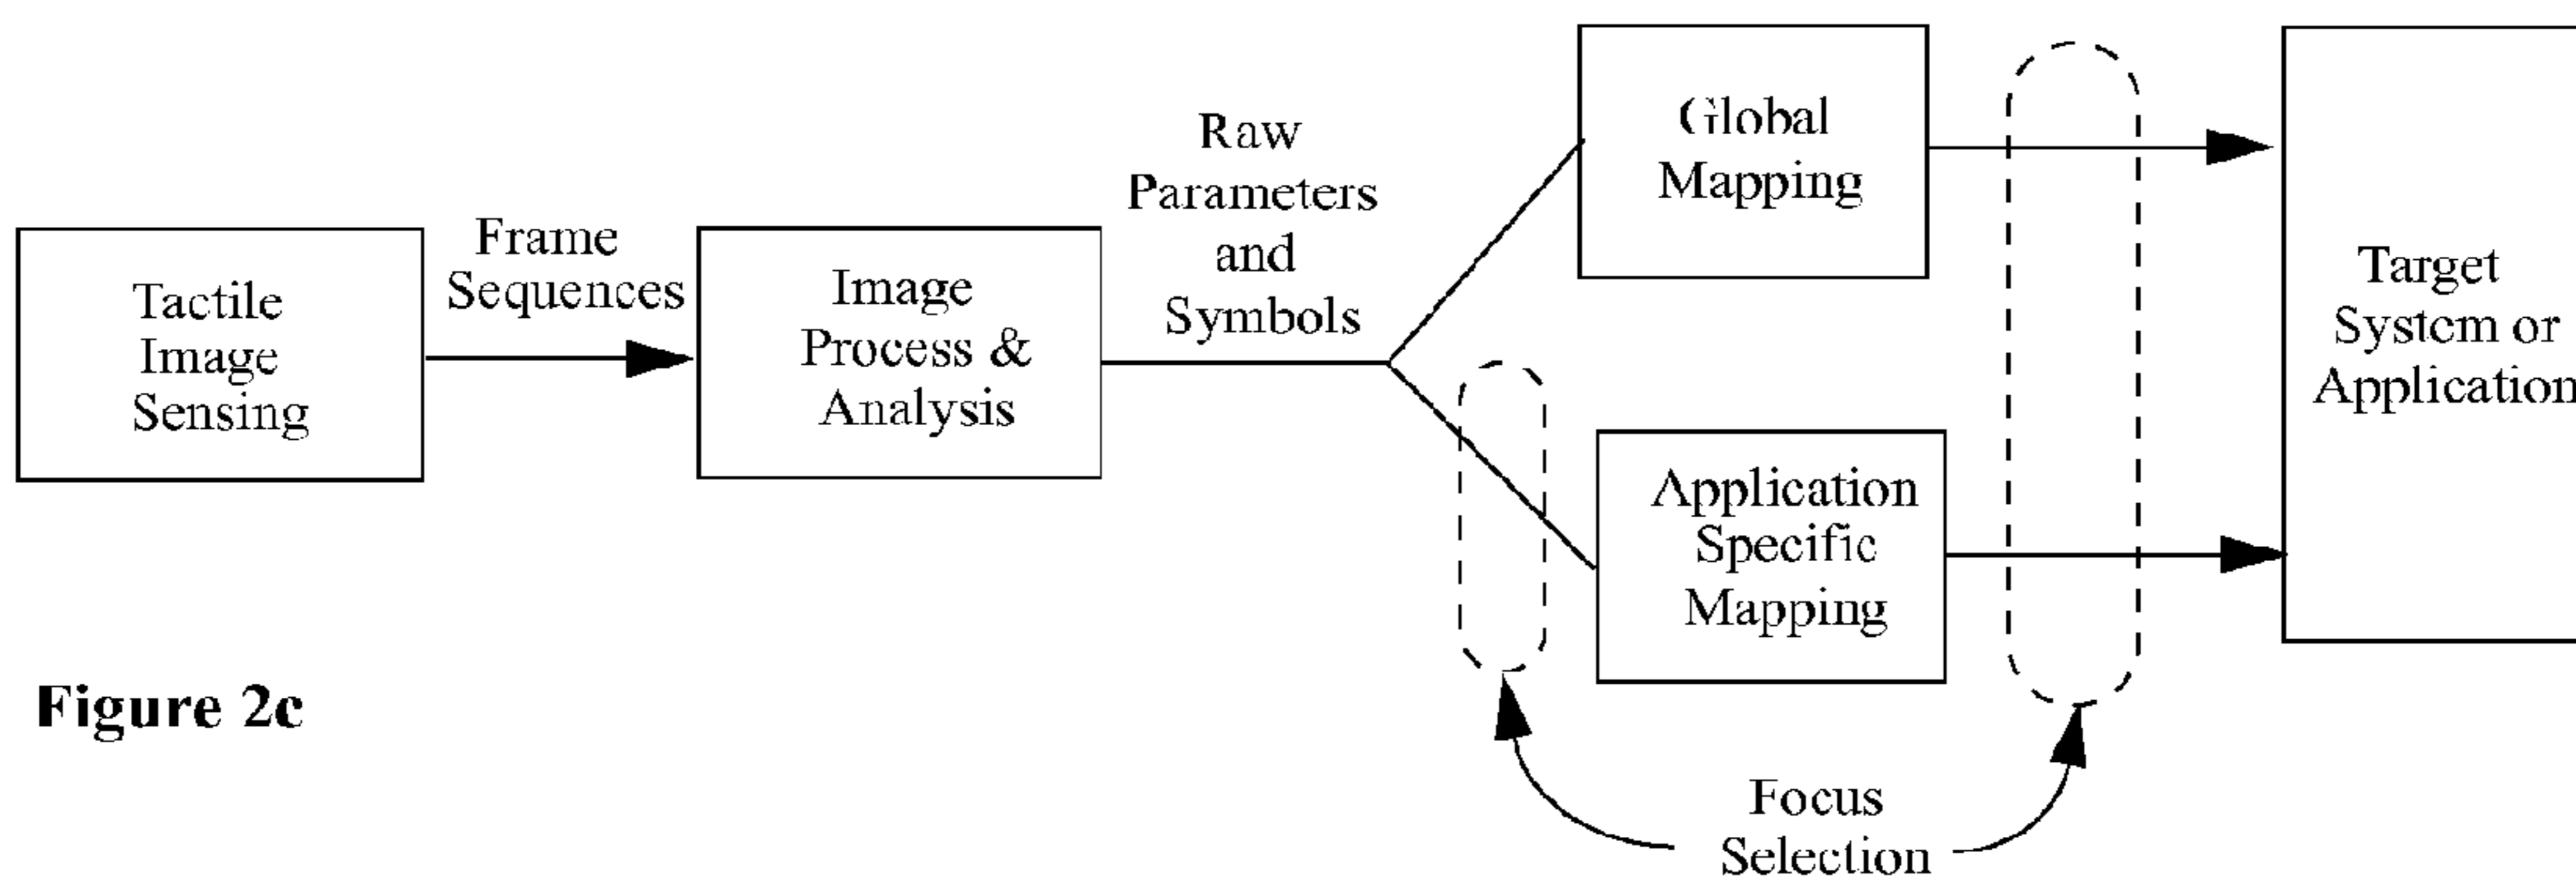 Tactile
Image
Sensing
Frame
Sequences
Image
Process &
Analysis
Raw
Parameters
and
Symbols
Global
Mapping
Application
Specific
Mapping
Target
System or
Application
Focus
Selection
Figure 2c